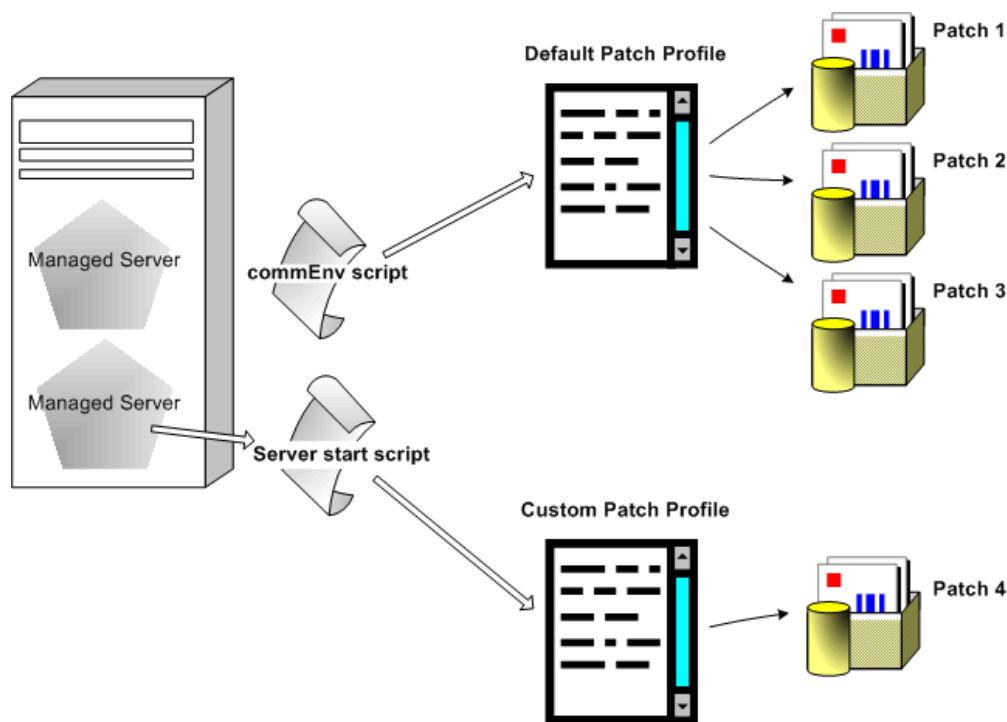 Patch 1
Default Patch Profile
Patch 2
Managed Server
commEnv script
Patch 3
Managed Server
Server start script
Custom Patch Profile
Patch 4